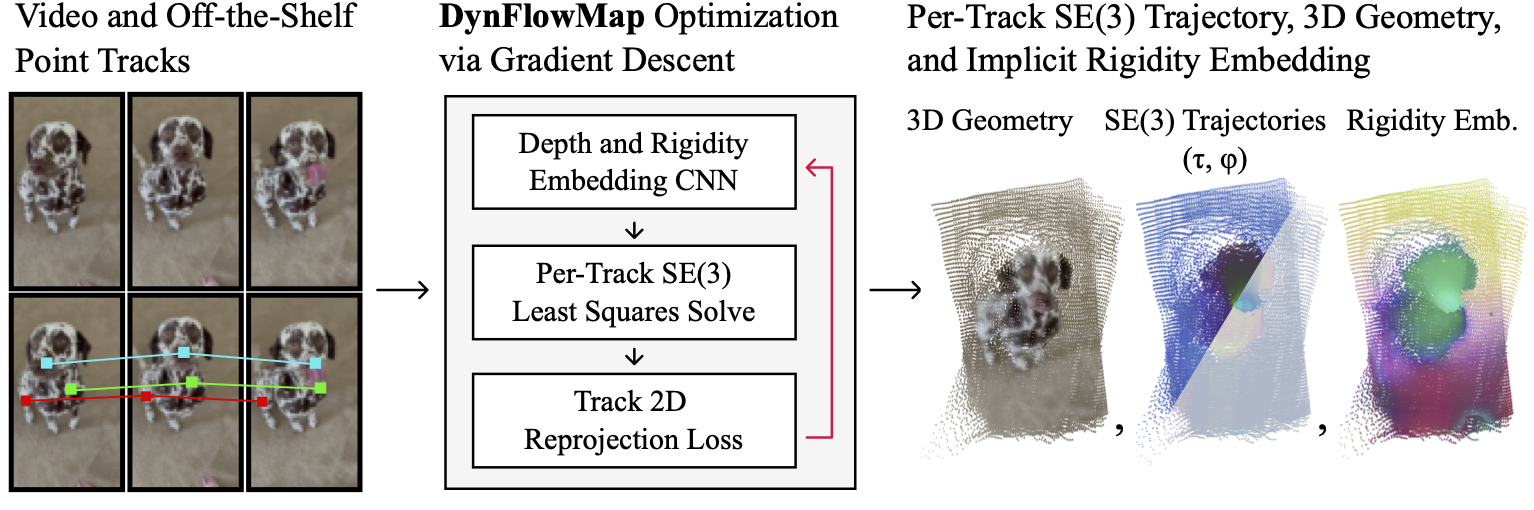 Video and Off-the-Shelf
Point Tracks
DynFlowMap Optimization
via Gradient Descent
Depth and Rigidity
Embedding CNN
Per-Track SE(3)
Least Squares Solve
Track 2D
Reprojection Loss
Per-Track SE(3) Trajectory, 3D Geometry,
and Implicit Rigidity Embedding
3D Geometry
SE(3) Trajectories
(τ, φ)
Rigidity Emb.
,
,